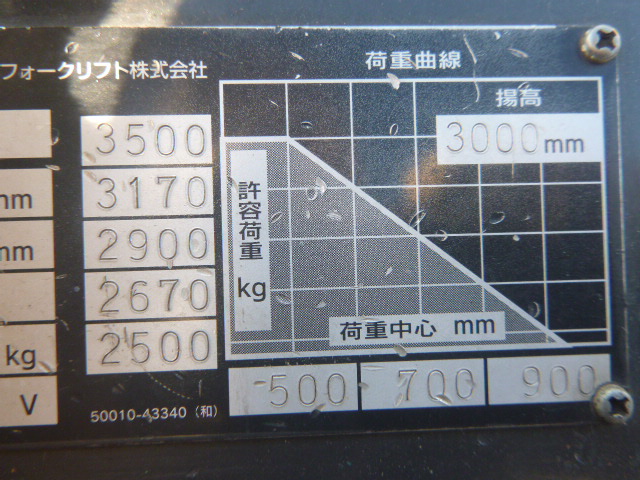 フォークリフト株式会社
荷重曲線
揚高
3000mm
3500
mm 3170
mm 2900
2670
kg 2500
V
許容荷重
kg
荷重中心 mm
500 700 900
50010-43340 (和)